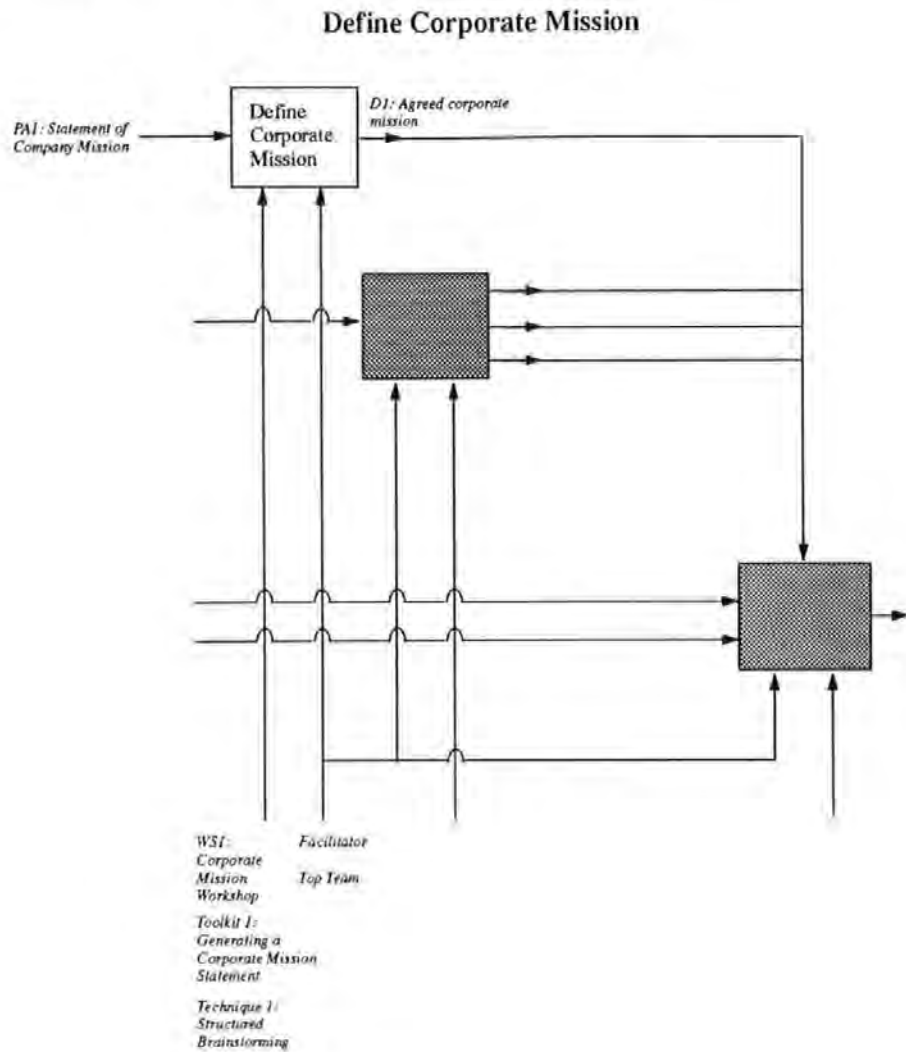 Define Corporate Mission
Define
Corporate
Mission
D1: Agreed corporate
mission
PA1: Statement of
Company Mission
WS1:
Corporate
Mission
Workshop
Facilitator
Top Team
Toolkit 1:
Generating a
Corporate Mission
Statement
Technique 1:
Structured
Brainstorming